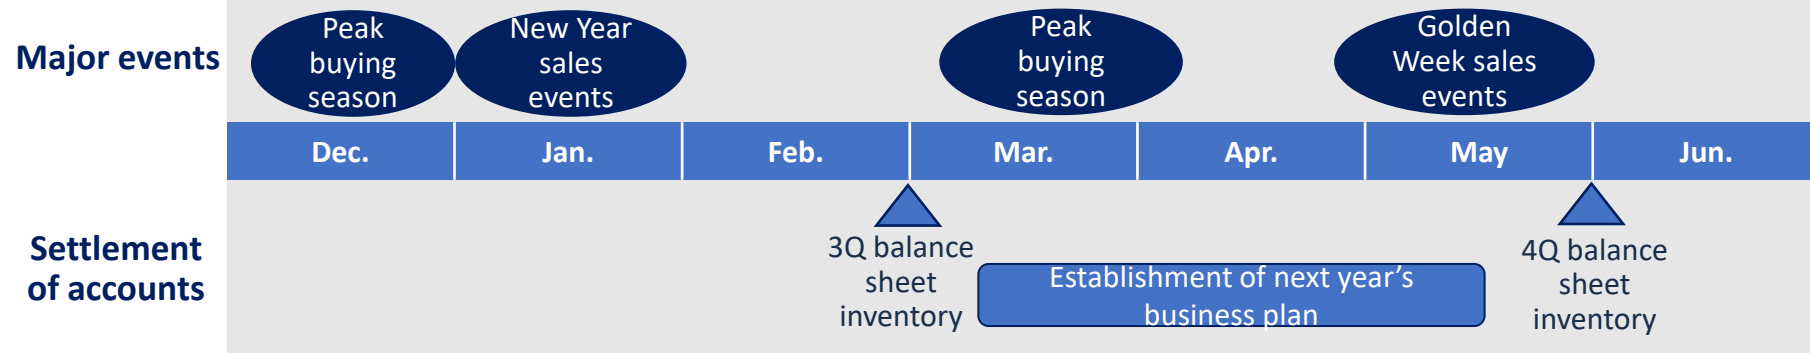 Major events
Peak
buying
season
New Year
sales
events
Peak
buying
season
Golden
Week sales
events
Dec.
Jan.
Feb.
Mar.
Apr.
May
Jun.
Settlement
of accounts
3Q balance
sheet
inventory
Establishment of next year’s
business plan
4Q balance
sheet
inventory